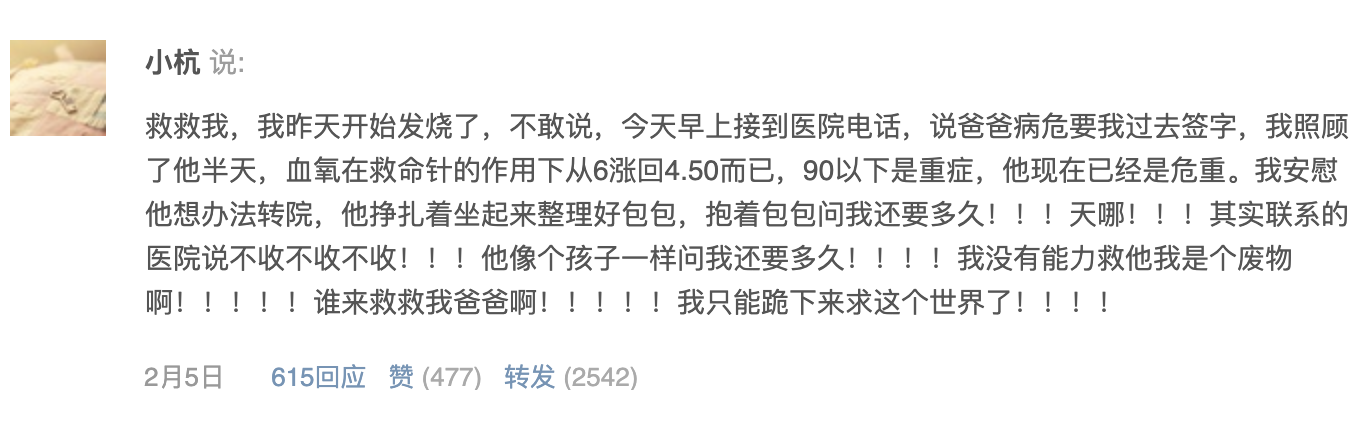 小杭 说:
救救我，我昨天开始发烧了，不敢说，今天早上接到医院电话，说爸爸病危要我过去签字，我照顾
了他半天，血氧在救命针的作用下从6涨回4.50而已，90以下是重症，他现在已经是危重。我安慰
他想办法转院，他挣扎着坐起来整理好包包，抱着包包问我还要多久！！！天哪！！！其实联系的
医院说不收不收不收！！！他像个孩子一样问我还要多久！！！！我没有能力救他我是个废物
啊！！！！！谁来救救我爸爸啊！！！！！我只能跪下来求这个世界了！！！！
2月5日 615回应 赞 (477) 转发 (2542)